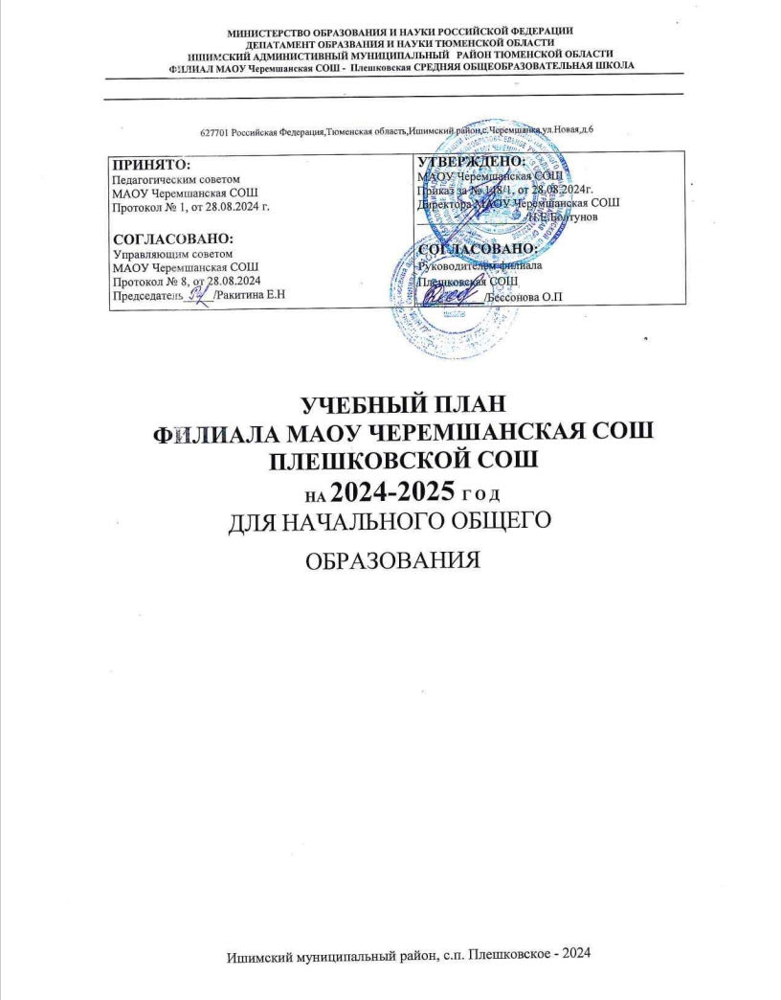 МИНИСТЕРСТВО ОБРАЗОВАНИЯ И НАУКИ РОССИЙСКОЙ ФЕДЕРАЦИИ
ДЕПАТАМЕНТ ОБРАЗВАНИЯ И НАУКИ ТЮМЕНСКОЙ ОБЛАСТИ
ИШИМСКИЙ АДМИНИСТИВНЫЙ МУНИЦИПАЛЬНЫЙ РАЙОН ТЮМЕНСКОЙ ОБЛАСТИ
ФИЛИАЛ МАОУ Черемшанская СОШ - Плешковская СРЕДНЯЯ ОБЩЕОБРАЗОВАТЕЛЬНАЯ ШКОЛА
627701 Российская Федерация,Тюменская область,Ишимский район,с.Черемшанка,ул.Новая,д.6
ПРИНЯТО:
Педагогическим советом
МАОУ Черемшанская СОШ
Протокол № 1, от 28.08.2024 г.
СОГЛАСОВАНО:
Управляющим советом
МАОУ Черемшанская СОШ
Протокол № 8, от 28.08.2024
Председатель /Ракитина Е.Н
УТВЕРЖДЕНО:
МАОУ Черемшанская СОШ
Приказ за № 148/1, от 28.08.2024г.
Директора МАОУ Черемшанская СОШ
/Н.Е.Болтунов
СОГЛАСОВАНО:
Руководителем филиала
Плешковская СОШ
/Бессонова О.П
УЧЕБНЫЙ ПЛАН
ФИЛИАЛА МАОУ ЧЕРЕМШАНСКАЯ СОШ
ПЛЕШКОВСКОЙ СОШ
НА 2024-2025 Г О Д
ДЛЯ НАЧАЛЬНОГО ОБЩЕГО
ОБРАЗОВАНИЯ
Ишимский муниципальный район, с.п. Плешковское - 2024